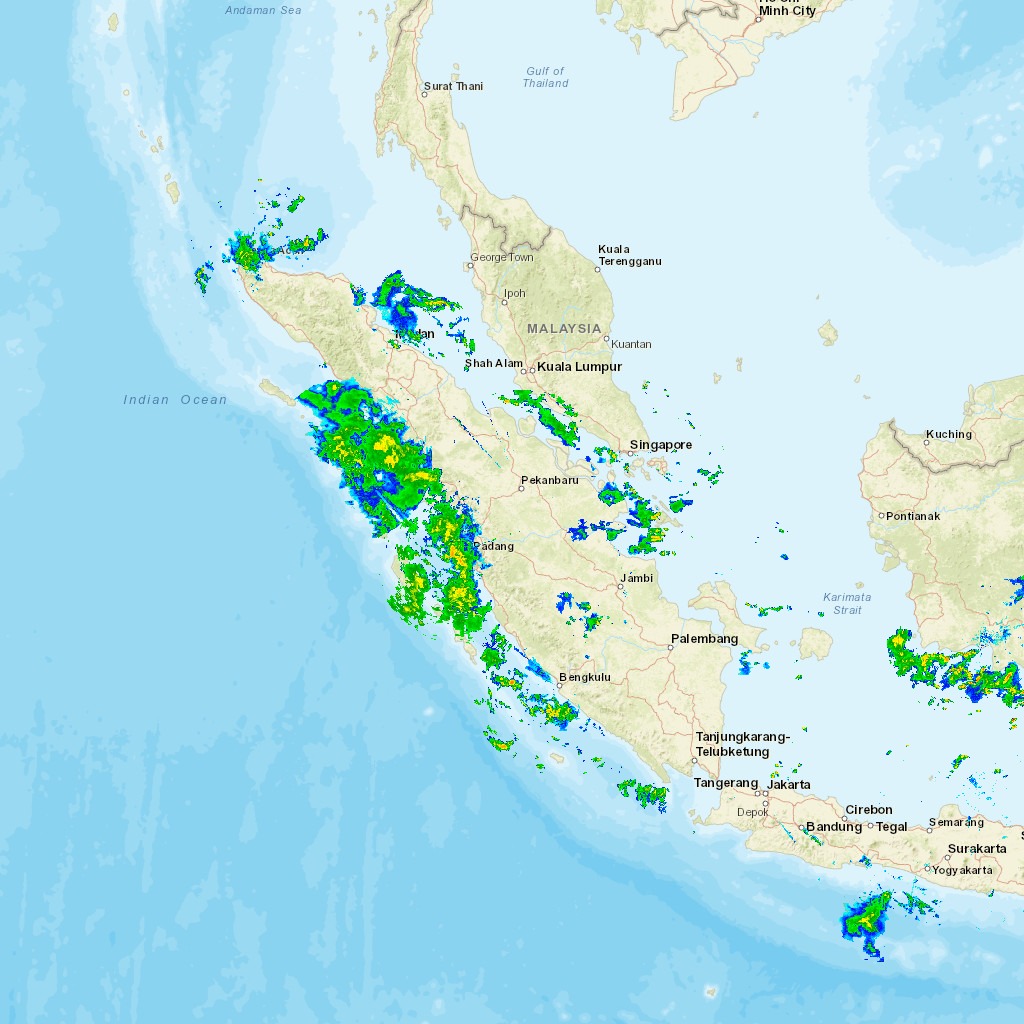 Andaman Sea
Minh City
Gulf of
Thailand
Surat Thani
Kuala
Terengganu
George Town
Ipoh
MALAYSIA
Kuantan
Shah Alam
Kuala Lumpur
Indian Ocean
Kuching
Singapore
Pekanbaru
Pontianak
Padang
Jambi
Karimata
Strait
Palembang
Bengkulu
Tanjungkarang-
Telubketung
Tangerang
Jakarta
Depok
Cirebon
Bandung
Tegal
Semarang
Surakarta
Yogyakarta